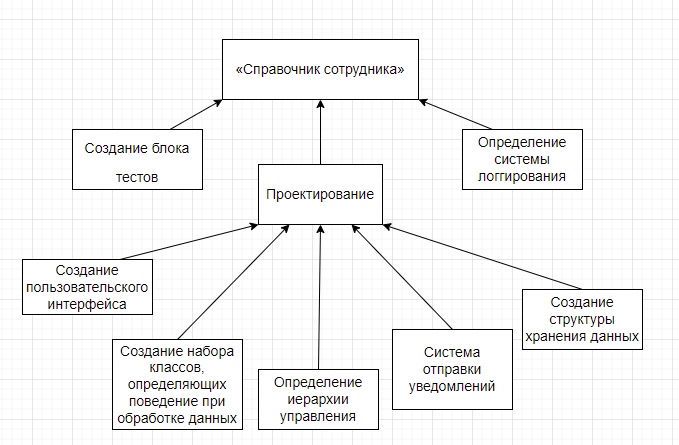 «Справочник сотрудника»
Создание блока
тестов
Определение
системы
логгирования
Проектирование
Создание
пользовательского
интерфейса
Создание набора
классов,
определяющих
поведение при
обработке данных
Определение
иерархии
управления
Система
отправки
уведомлений
Создание
структуры
хранения данных